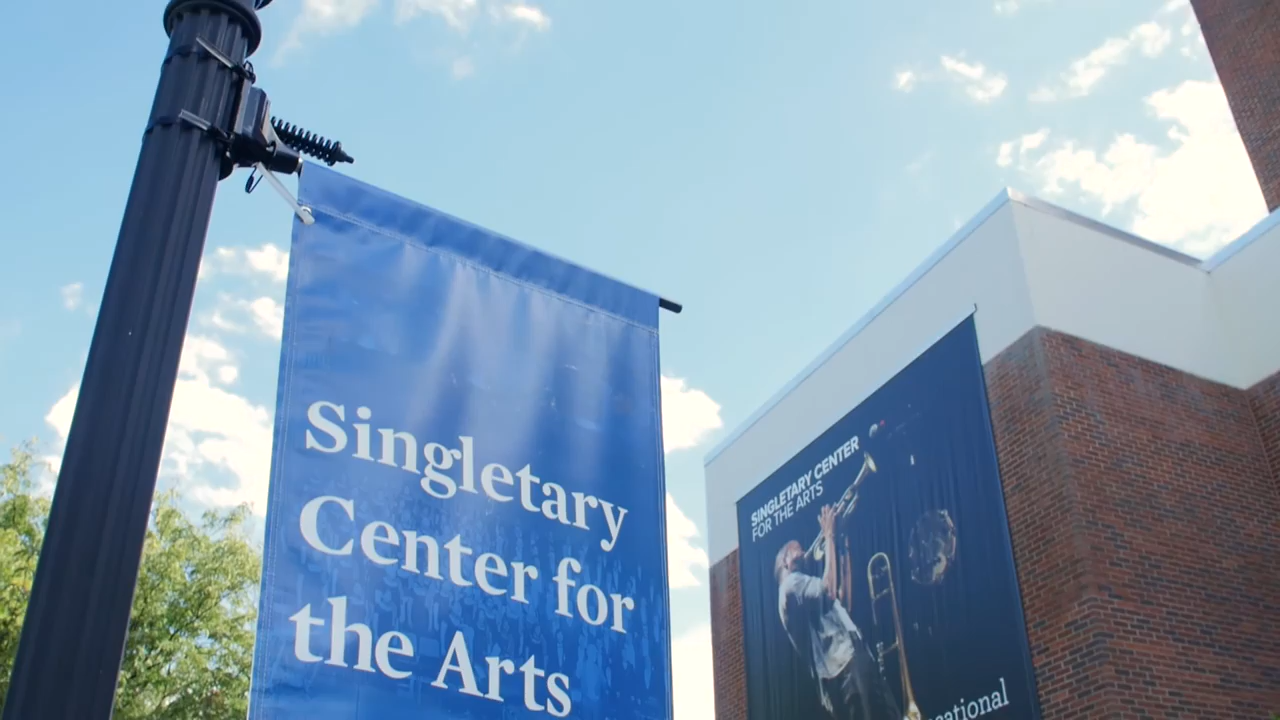 Singletary
Center for
the Arts
SINGLETARY CENTER
FOR THE ARTS